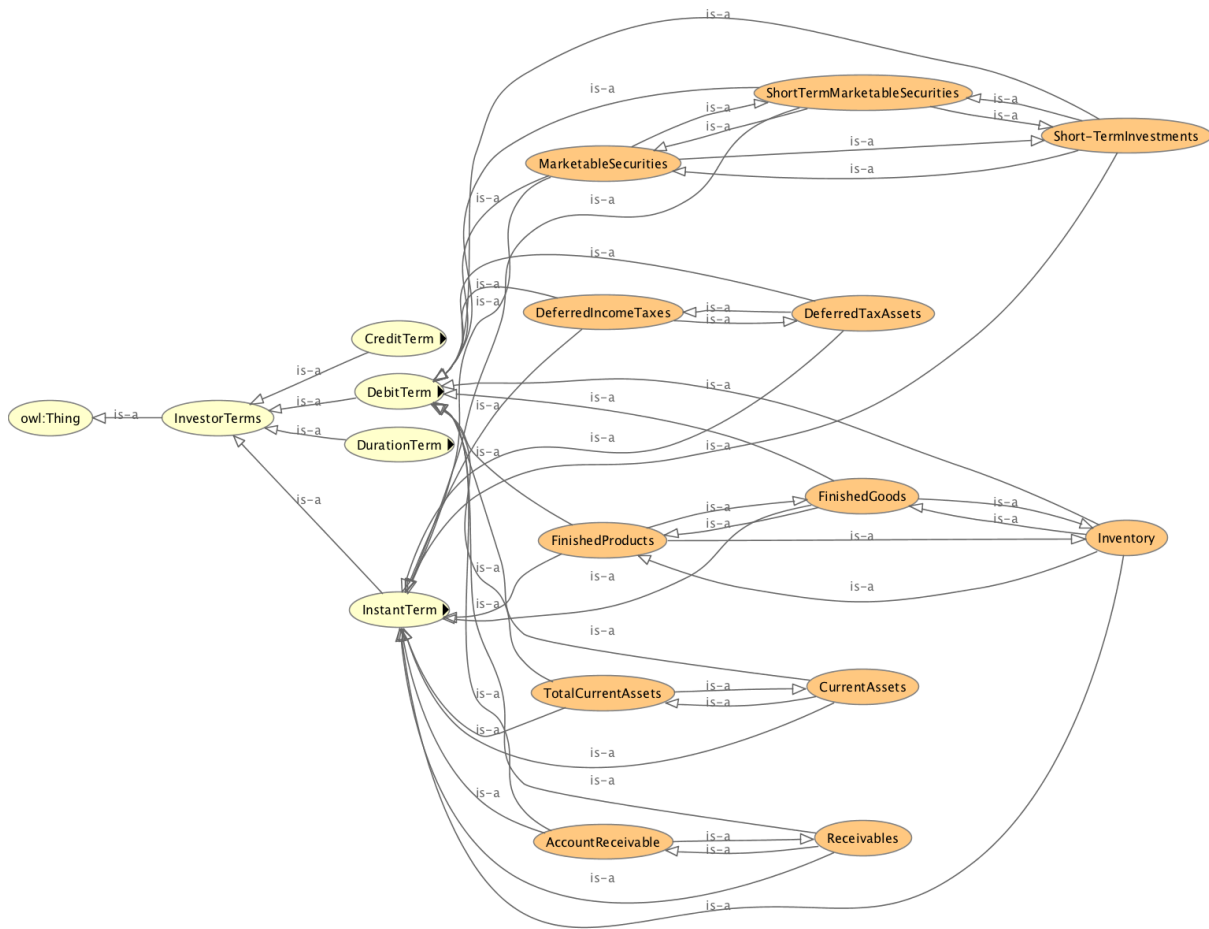 is-a
ShortTermMarketableSecurities
is-a
is-a
is-a
is-a
is-a
Short-TermInvestments
is-a
MarketableSecurities
is-a
is-a
is-a
is-a
is-a
is-a
is-a
is-a
DeferredIncomeTaxes
is-a
DeferredTaxAssets
CreditTerm
is-a
is-a
DebitTerm
is-a
is-a
is-a
owl:Thing
is-a
InvestorTerms
is-a
DurationTerm
is-a
is-a
is-a
is-a
FinishedGoods
is-a
is-a
is-a
is-a
FinishedProducts
is-a
Inventory
is-a
is-a
is-a
is-a
InstantTerm
is-a
is-a
TotalCurrentAssets
is-a
CurrentAssets
is-a
is-a
is-a
is-a
is-a
is-a
is-a
AccountReceivable
is-a
Receivables
is-a
is-a
is-a